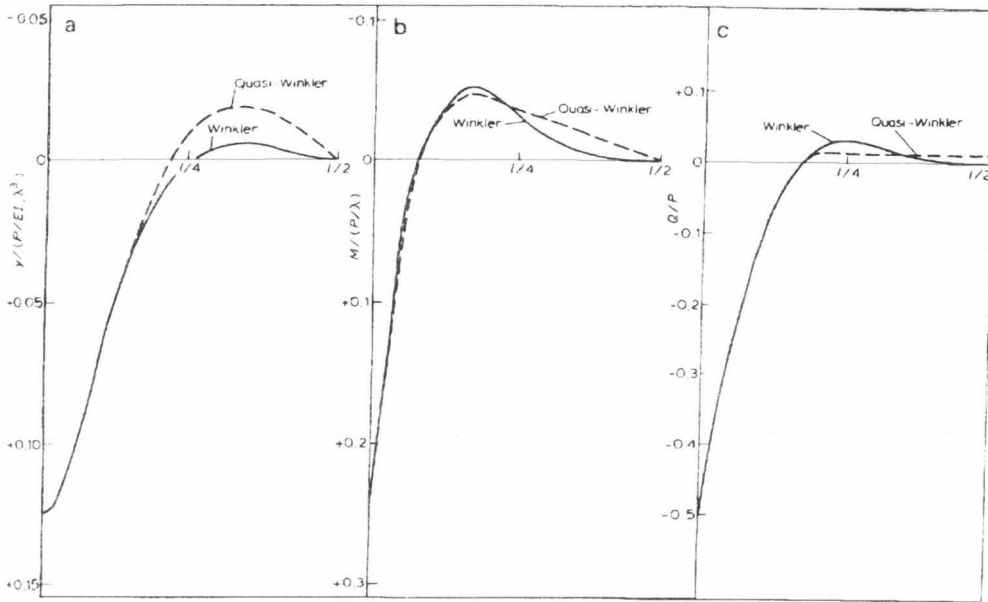 a
-0.05
0
+0.05
+0.10
+0.15
y/(P/EI, λ³)
Quasi-Winkler
Winkler
l/4
l/2
b
-0.1
0
+0.1
+0.2
+0.3
M/(P/λ)
Winkler
Quasi-Winkler
l/4
l/2
c
+0.1
0
-0.1
-0.2
-0.3
-0.4
-0.5
Q/P
Winkler
Quasi-Winkler
l/4
l/2